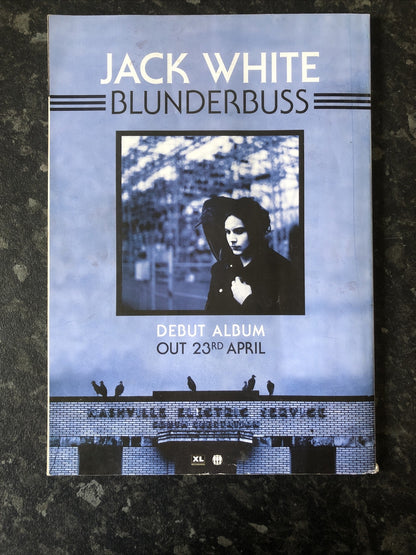 JACK WHITE
BLUNDERBUSS
DEBUT ALBUM
OUT 23RD APRIL
NASHVILLE ELECTRIC SERVICE
XL